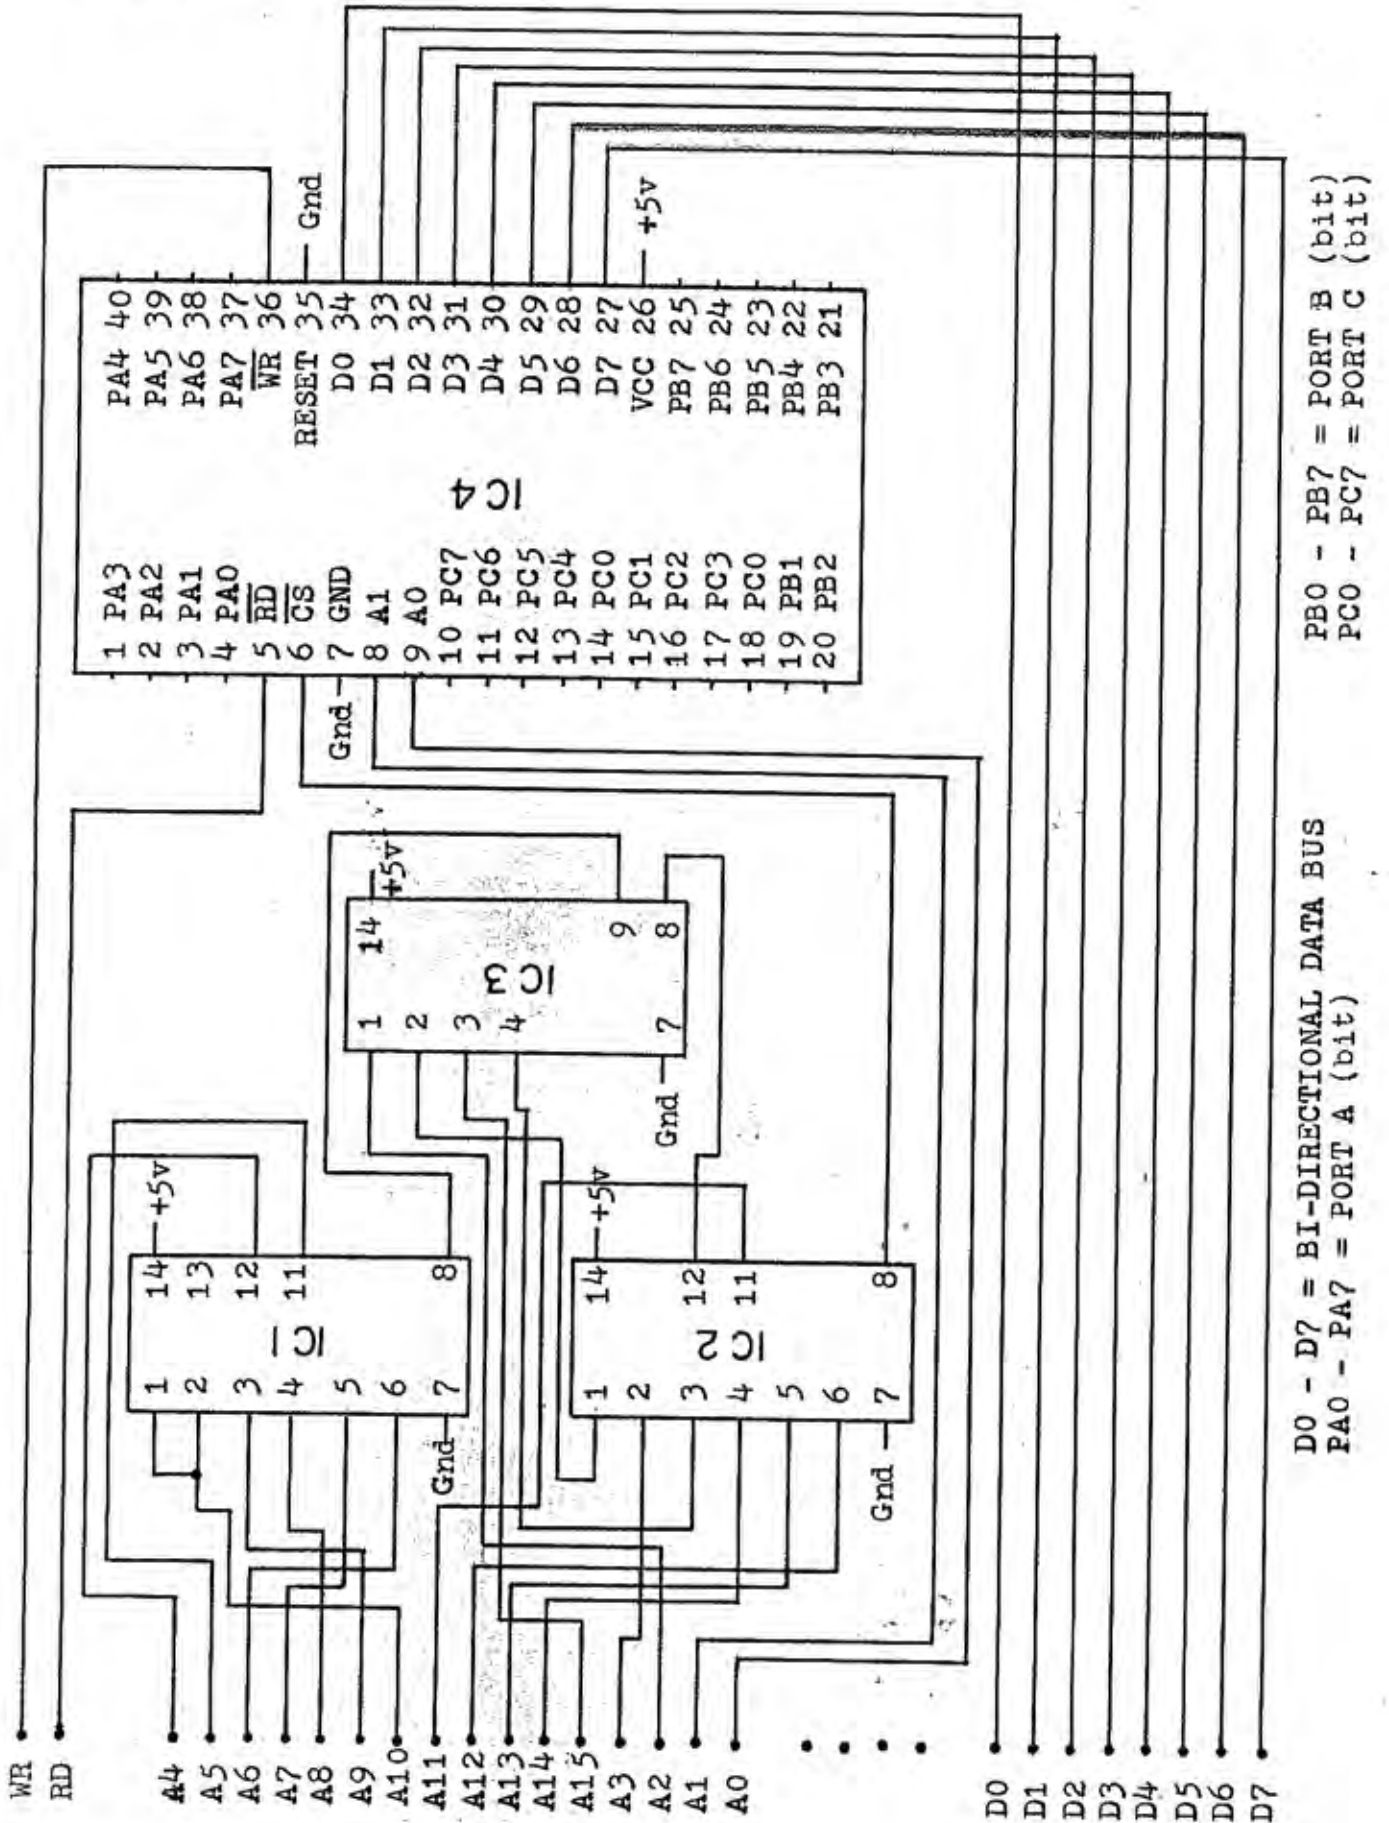 WR
RD
A4
A5
A6
A7
A8
A9
A10
A11
A12
A13
A14
A15
A3
A2
A1
A0
D0
D1
D2
D3
D4
D5
D6
D7
IC1
1
2
3
4
5
6
7
Gnd
14
+5v
13
12
11
8
IC2
1
2
3
4
5
6
7
Gnd
14
+5v
12
11
8
IC3
1
2
3
4
7
Gnd
14
+5v
9
8
IC4
1 PA3
2 PA2
3 PA1
4 PA0
5 RD
6 CS
7 GND
Gnd
8 A1
9 A0
10 PC7
11 PC6
12 PC5
13 PC4
14 PC0
15 PC1
16 PC2
17 PC3
18 PC0
19 PB1
20 PB2
PA4 40
PA5 39
PA6 38
PA7 37
WR 36
RESET 35
Gnd
D0 34
D1 33
D2 32
D3 31
D4 30
D5 29
D6 28
D7 27
VCC 26
+5v
PB7 25
PB6 24
PB5 23
PB4 22
PB3 21
D0 - D7 = BI-DIRECTIONAL DATA BUS
PA0 - PA7 = PORT A (bit)
PB0 - PB7 = PORT B (bit)
PC0 - PC7 = PORT C (bit)